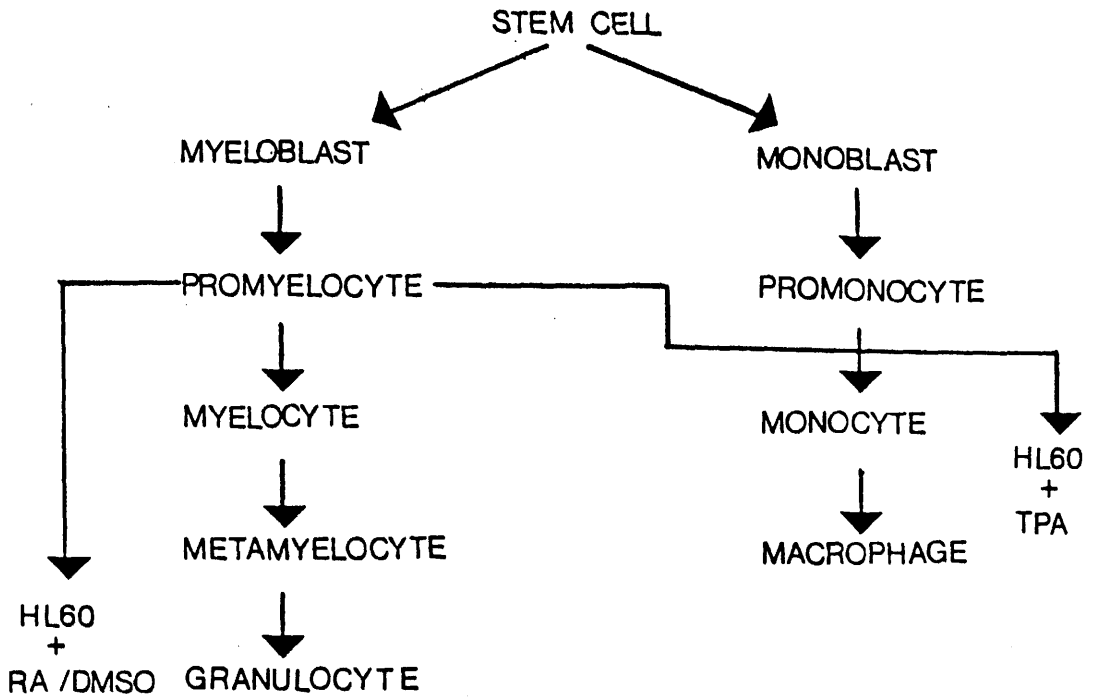 STEM CELL
MYELOBLAST
MONOBLAST
PROMYELOCYTE
PROMONOCYTE
MYELOCYTE
MONOCYTE
HL60
+
TPA
METAMYELOCYTE
MACROPHAGE
HL60
+
RA /DMSO
GRANULOCYTE